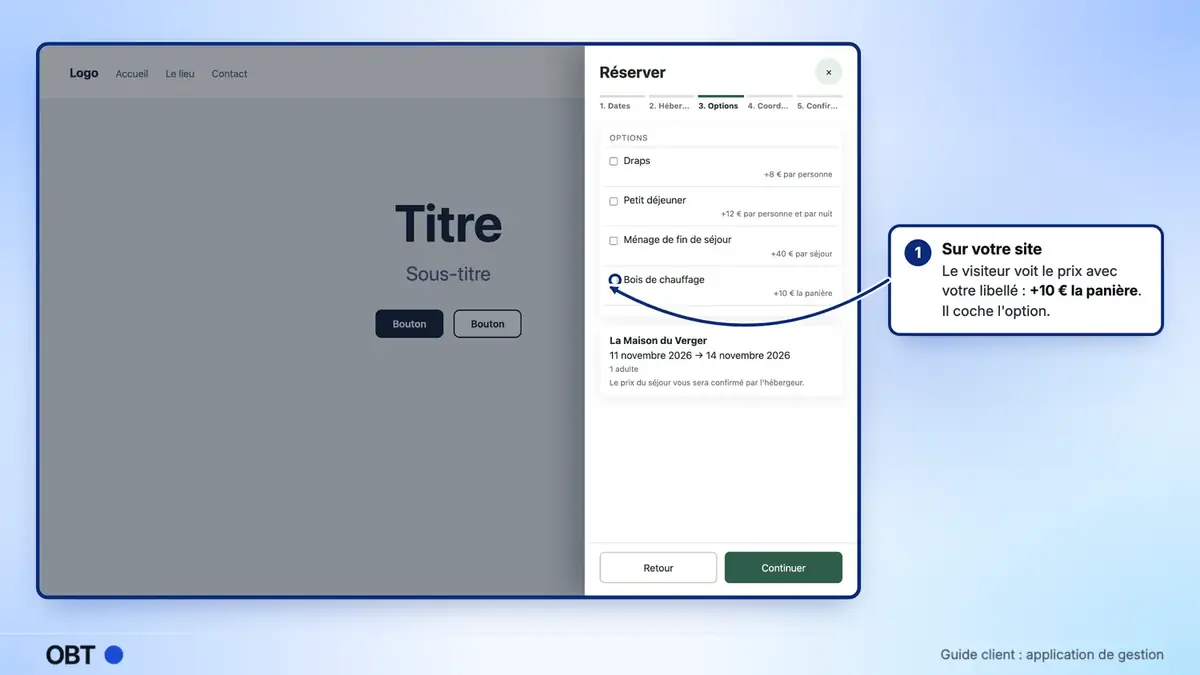 Logo Accueil Le lieu Contact
Titre
Sous-titre
Bouton Bouton
Réserver ×
1. Dates 2. Héber... 3. Options 4. Coord... 5. Confir...
OPTIONS
Draps
+8 € par personne
Petit déjeuner
+12 € par personne et par nuit
Ménage de fin de séjour
+40 € par séjour
Bois de chauffage
+10 € la panière
La Maison du Verger
11 novembre 2026 → 14 novembre 2026
1 adulte
Le prix du séjour vous sera confirmé par l'hébergeur.
Retour Continuer
1 Sur votre site
Le visiteur voit le prix avec
votre libellé : +10 € la panière.
Il coche l'option.
OBT
Guide client : application de gestion